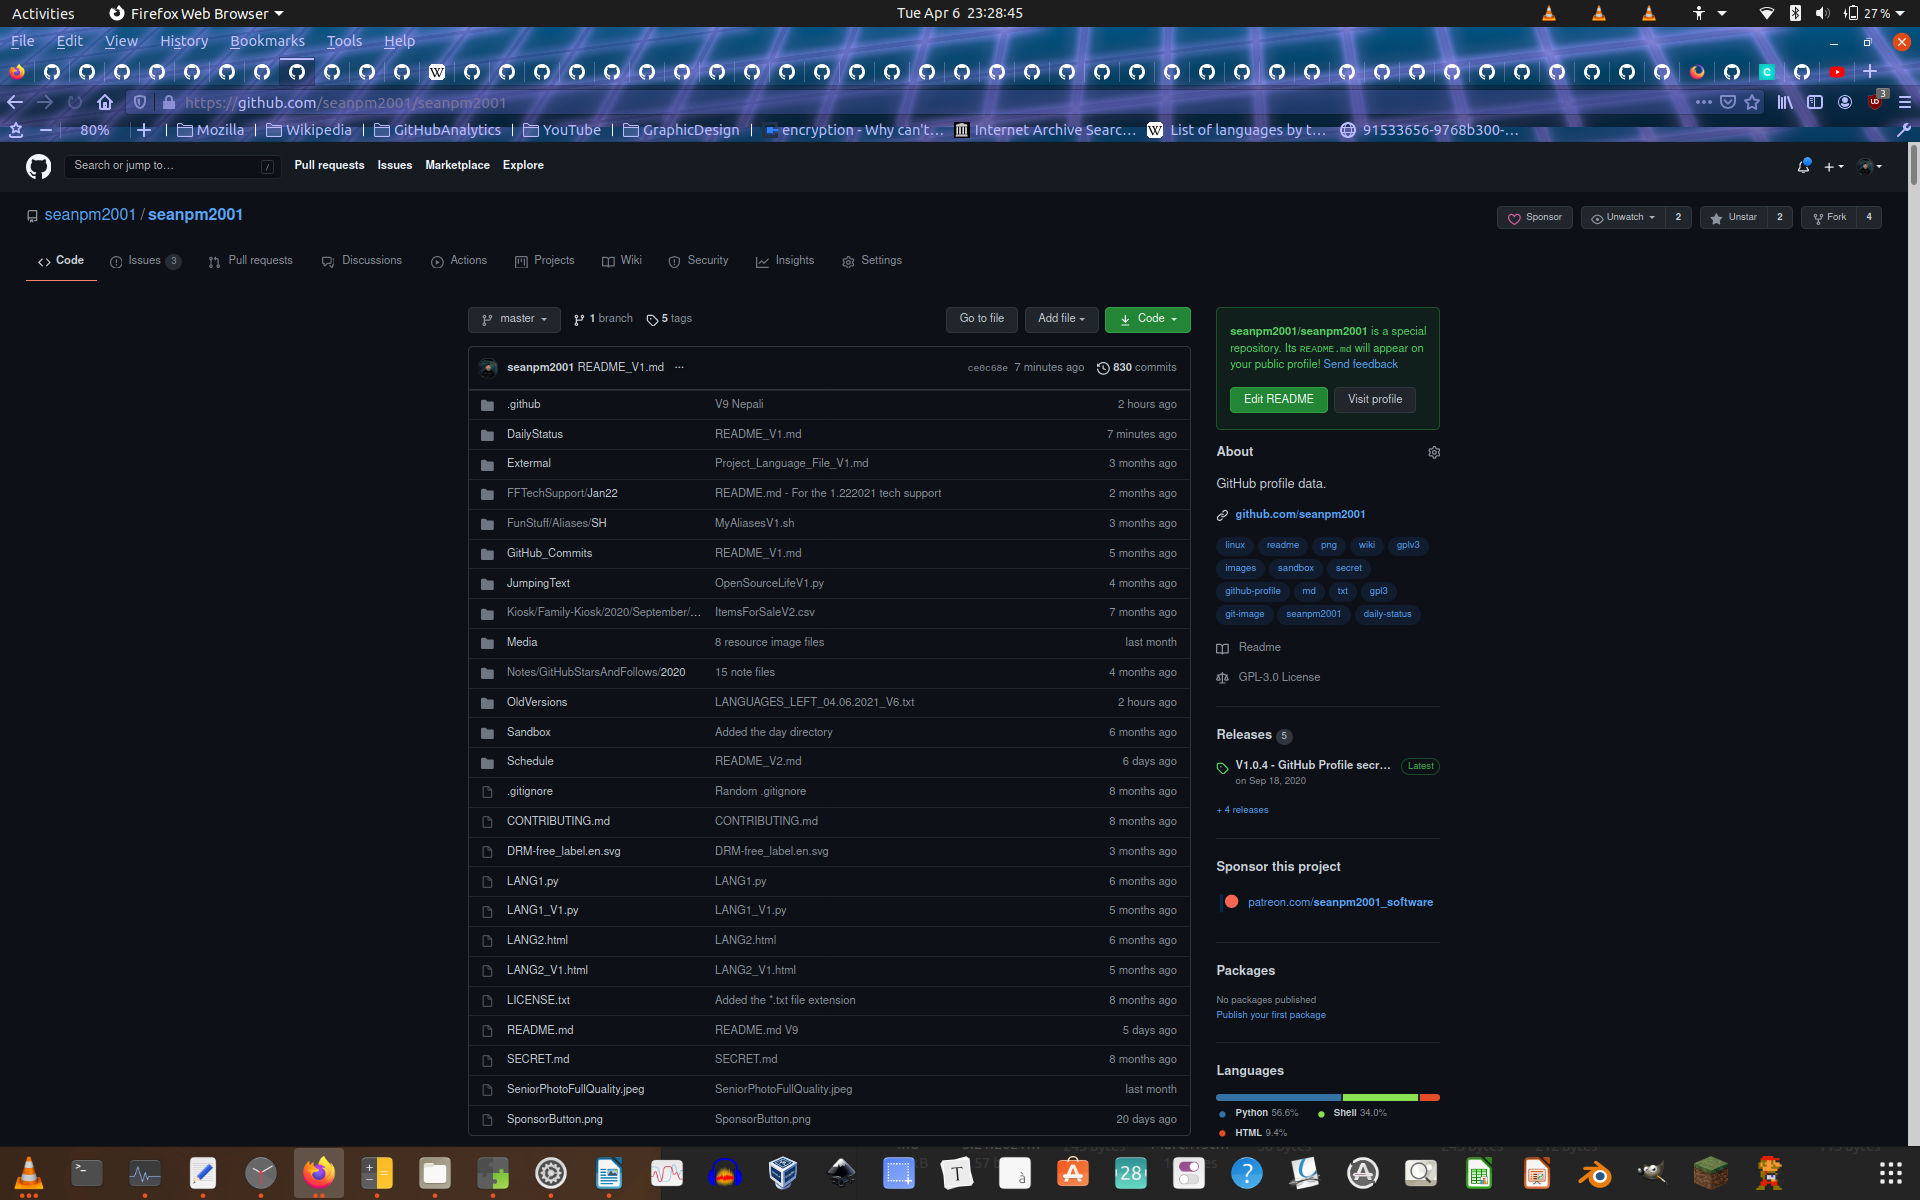 Activities Firefox Web Browser Tue Apr 6 23:28:45 27 %
File Edit View History Bookmarks Tools Help
https://github.com/seanpm2001/seanpm2001 3
80% Mozilla Wikipedia GitHubAnalytics YouTube GraphicDesign encryption - Why can't… Internet Archive Searc… List of languages by t… 91533656-9768b300-…
Search or jump to… / Pull requests Issues Marketplace Explore
seanpm2001 / seanpm2001 Sponsor Unwatch 2 Unstar 2 Fork 4
Code Issues 3 Pull requests Discussions Actions Projects Wiki Security Insights Settings
master 1 branch 5 tags Go to file Add file Code
seanpm2001 README_V1.md ... ce0c68e 7 minutes ago 830 commits
.github V9 Nepali 2 hours ago
DailyStatus README_V1.md 7 minutes ago
Extermal Project_Language_File_V1.md 3 months ago
FFTechSupport/Jan22 README.md - For the 1.222021 tech support 2 months ago
FunStuff/Aliases/SH MyAliasesV1.sh 3 months ago
GitHub_Commits README_V1.md 5 months ago
JumpingText OpenSourceLifeV1.py 4 months ago
Kiosk/Family-Kiosk/2020/September/… ItemsForSaleV2.csv 7 months ago
Media 8 resource image files last month
Notes/GitHubStarsAndFollows/2020 15 note files 4 months ago
OldVersions LANGUAGES_LEFT_04.06.2021_V6.txt 2 hours ago
Sandbox Added the day directory 6 months ago
Schedule README_V2.md 6 days ago
.gitignore Random .gitignore 8 months ago
CONTRIBUTING.md CONTRIBUTING.md 8 months ago
DRM-free_label.en.svg DRM-free_label.en.svg 3 months ago
LANG1.py LANG1.py 6 months ago
LANG1_V1.py LANG1_V1.py 5 months ago
LANG2.html LANG2.html 6 months ago
LANG2_V1.html LANG2_V1.html 5 months ago
LICENSE.txt Added the *.txt file extension 8 months ago
README.md README.md V9 5 days ago
SECRET.md SECRET.md 8 months ago
SeniorPhotoFullQuality.jpeg SeniorPhotoFullQuality.jpeg last month
SponsorButton.png SponsorButton.png 20 days ago
seanpm2001/seanpm2001 is a special
repository. Its README.md will appear on
your public profile! Send feedback
Edit README Visit profile
About
GitHub profile data.
github.com/seanpm2001
linux readme png wiki gplv3
images sandbox secret
github-profile md txt gpl3
git-image seanpm2001 daily-status
Readme
GPL-3.0 License
Releases 5
V1.0.4 - GitHub Profile secr... Latest
on Sep 18, 2020
+ 4 releases
Sponsor this project
patreon.com/seanpm2001_software
Packages
No packages published
Publish your first package
Languages
Python 56.6% Shell 34.0%
HTML 9.4%